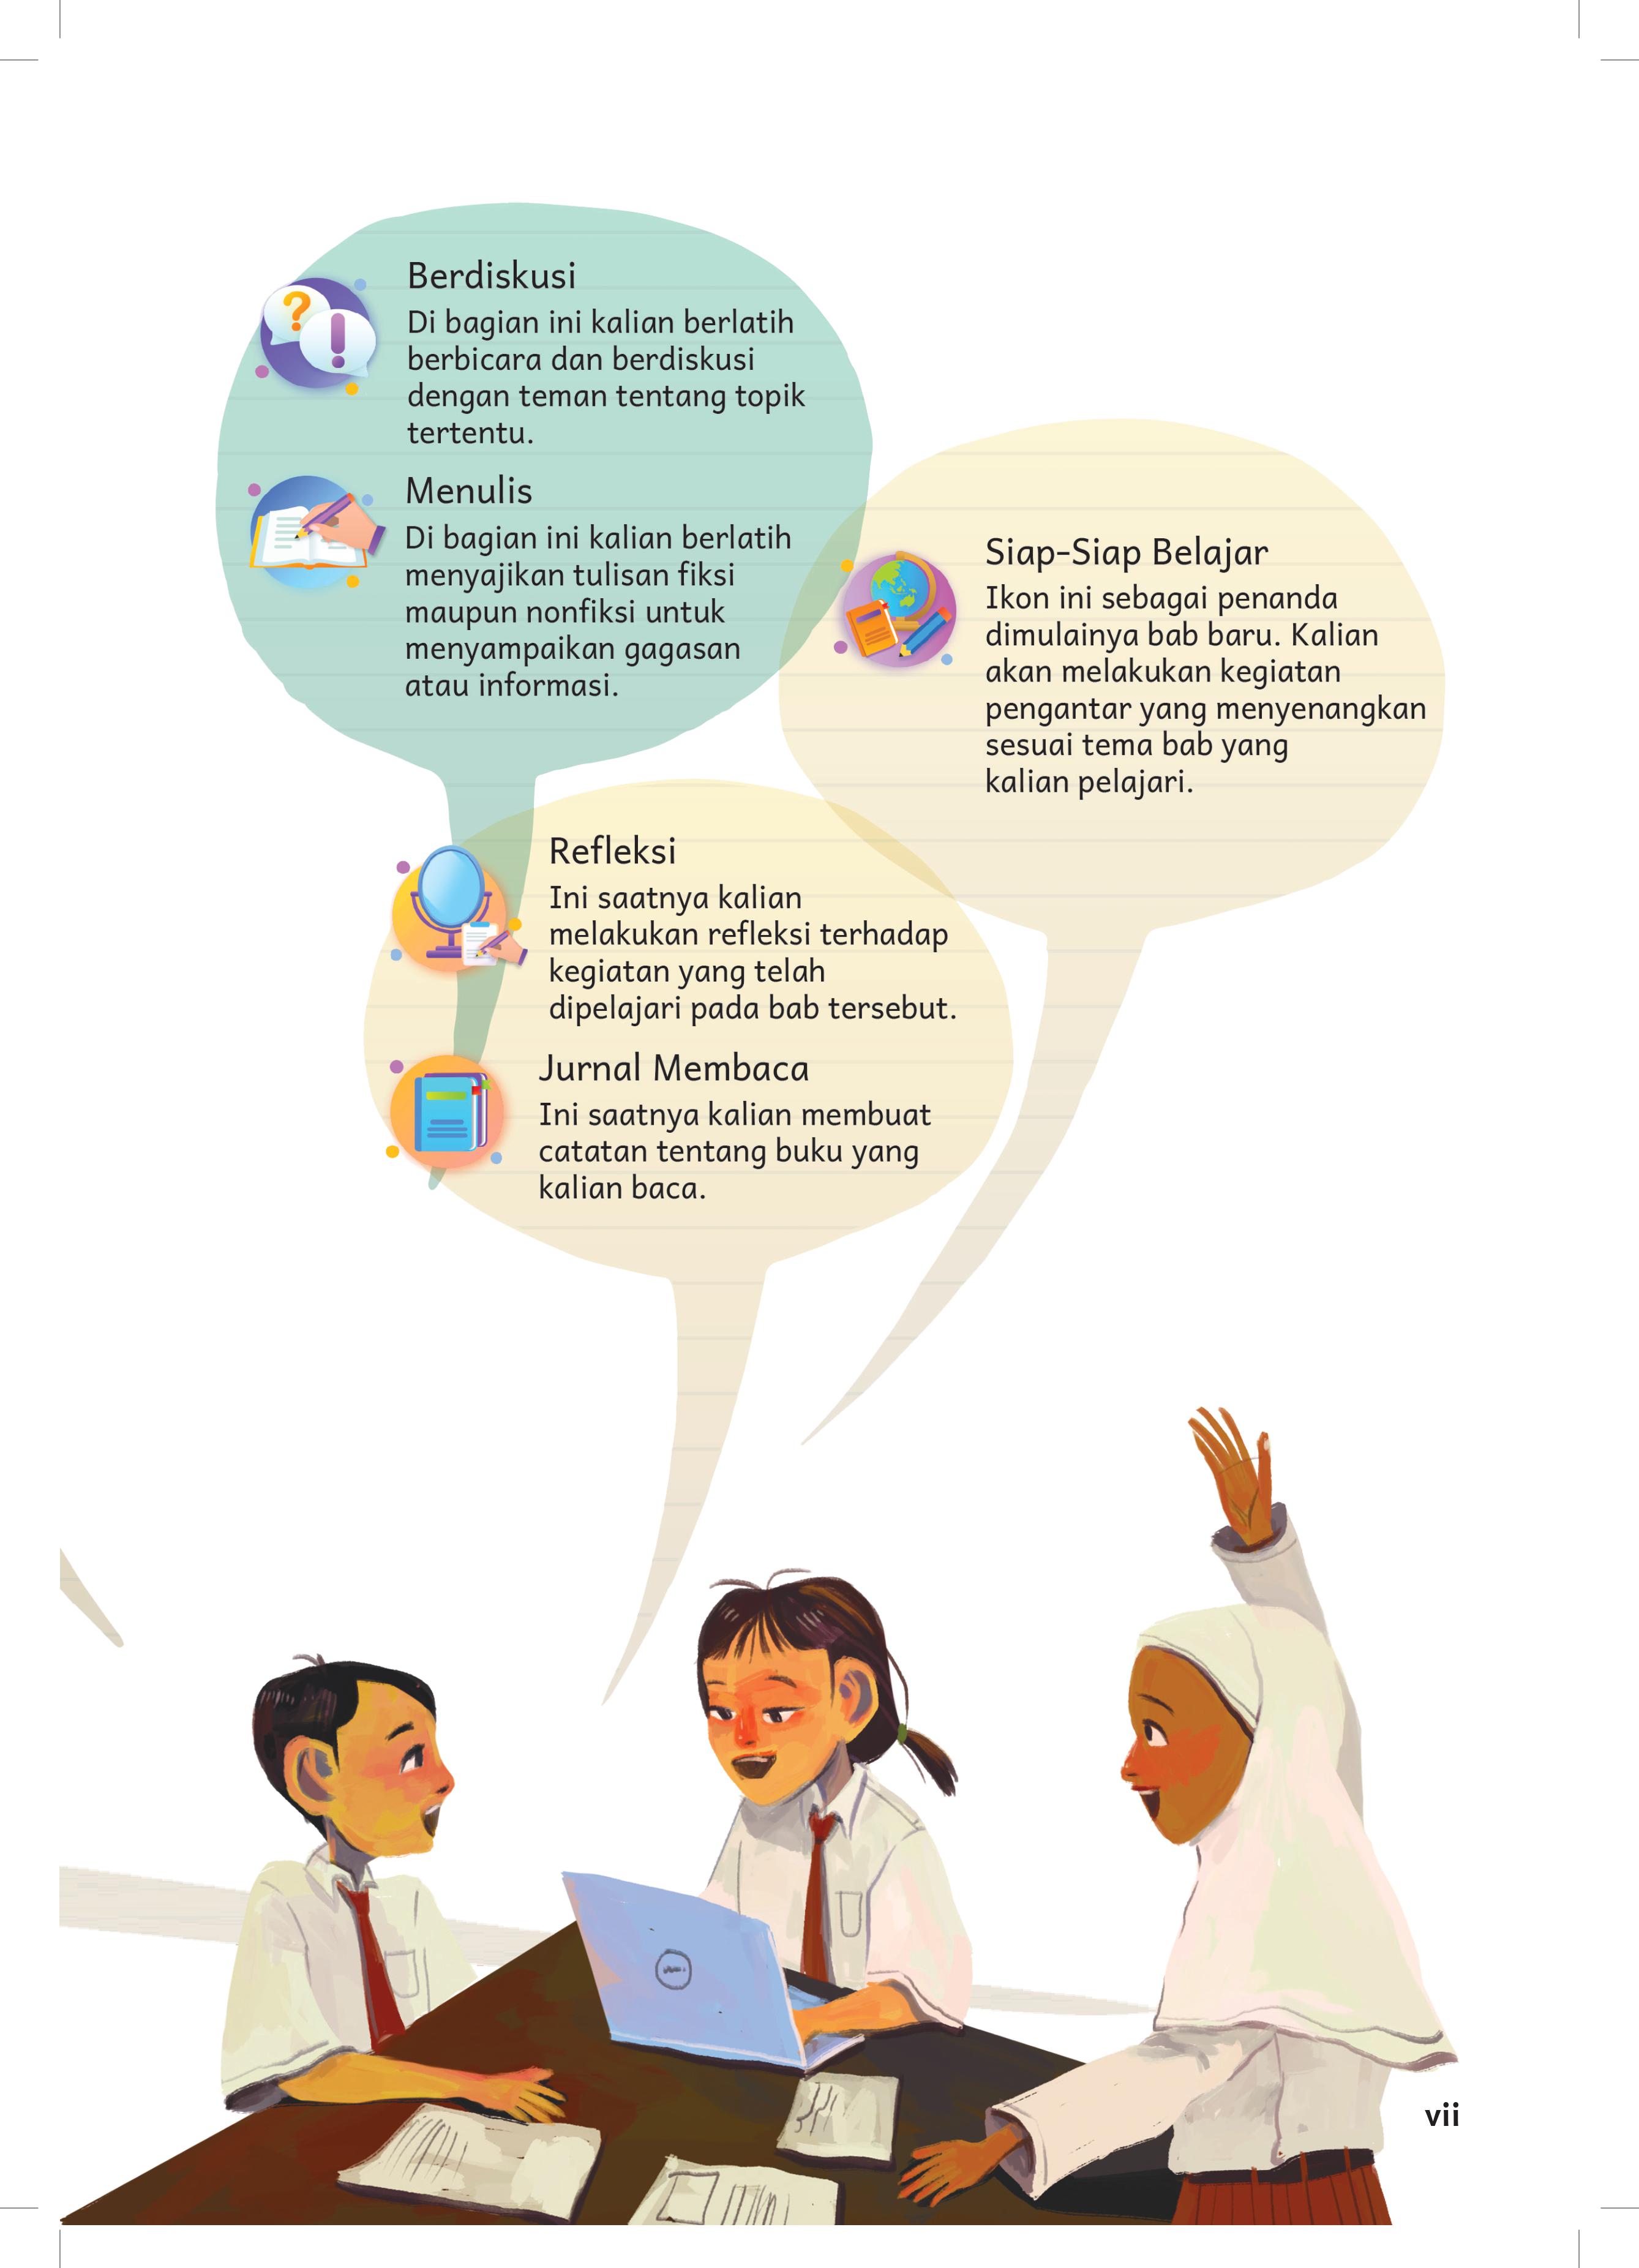 Berdiskusi
Di bagian ini kalian berlatih
berbicara dan berdiskusi
dengan teman tentang topik
tertentu.
Menulis
Di bagian ini kalian berlatih
menyajikan tulisan fiksi
maupun nonfiksi untuk
menyampaikan gagasan
atau informasi.
Siap-Siap Belajar
Ikon ini sebagai penanda
dimulainya bab baru. Kalian
akan melakukan kegiatan
pengantar yang menyenangkan
sesuai tema bab yang
kalian pelajari.
Refleksi
Ini saatnya kalian
melakukan refleksi terhadap
kegiatan yang telah
dipelajari pada bab tersebut.
Jurnal Membaca
Ini saatnya kalian membuat
catatan tentang buku yang
kalian baca.
vii